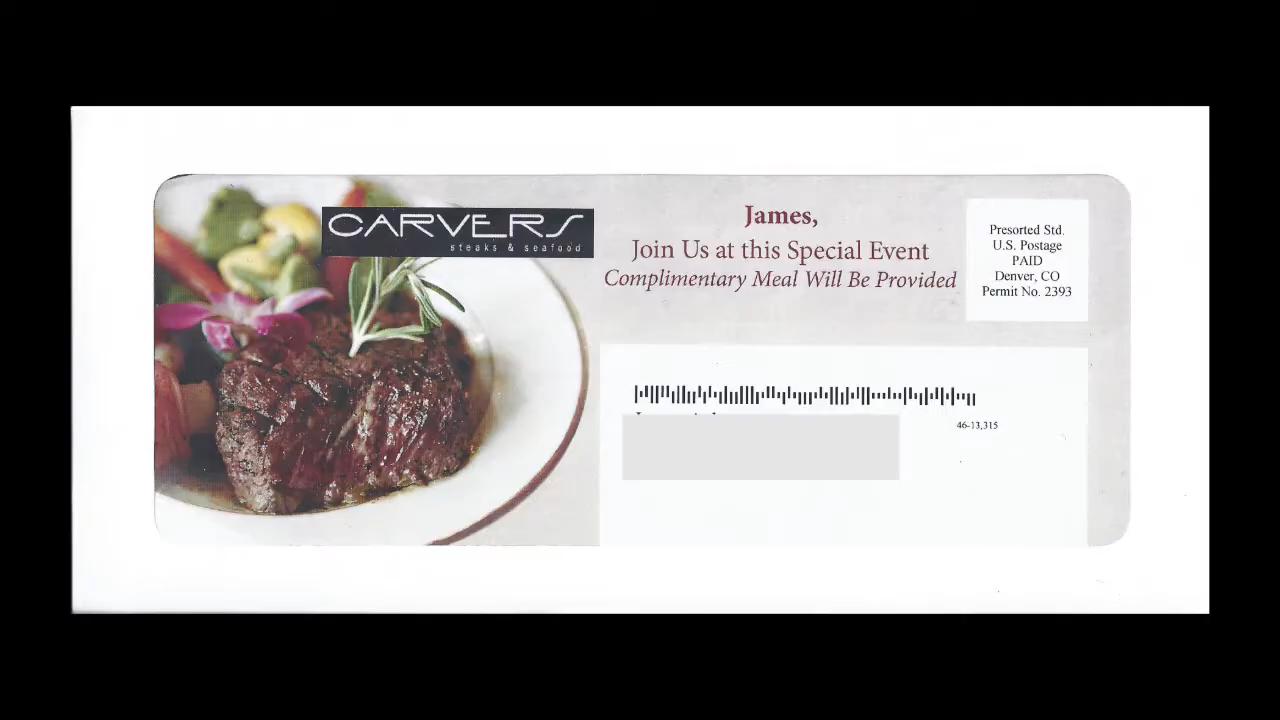 CARVERS
steaks & seafood
James,
Join Us at this Special Event
Complimentary Meal Will Be Provided
Presorted Std.
U.S. Postage
PAID
Denver, CO
Permit No. 2393
46-13,315